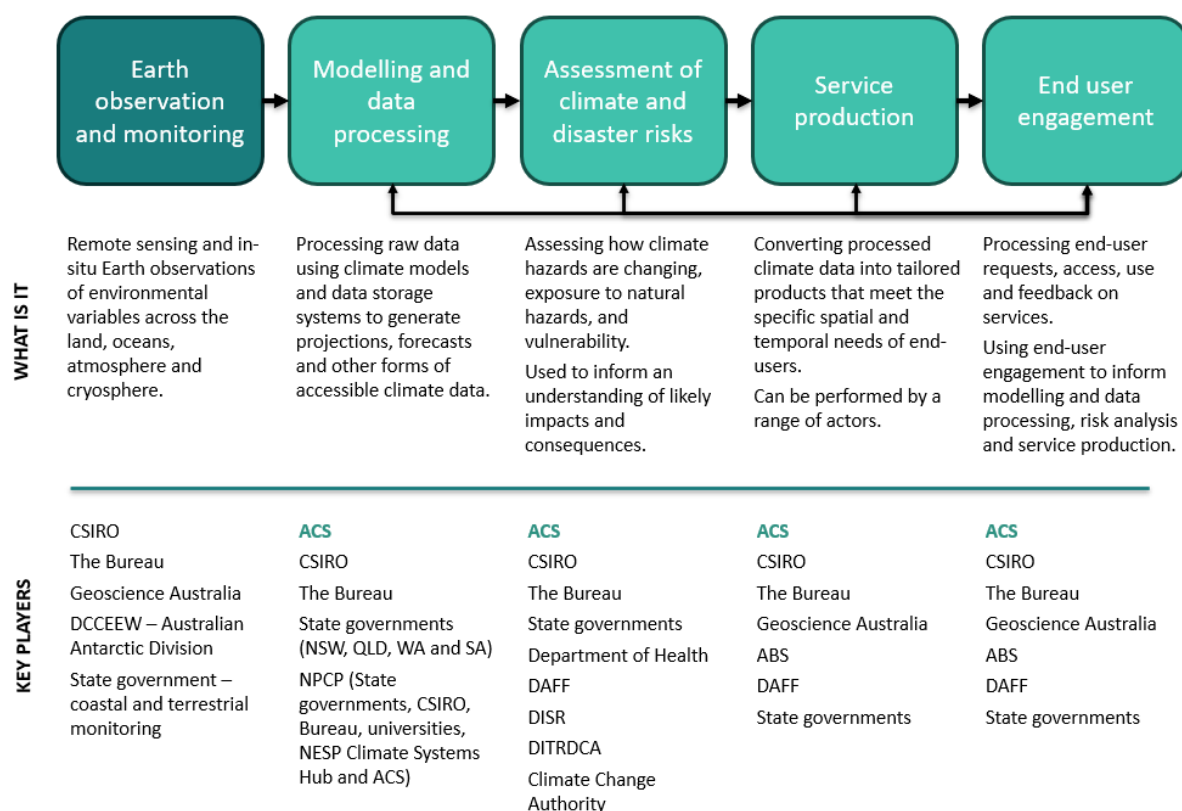 Earth
observation
and monitoring
Modelling and
data
processing
Assessment of
climate and
disaster risks
Service
production
End user
engagement
WHAT IS IT
Remote sensing and in-
situ Earth observations
of environmental
variables across the
land, oceans,
atmosphere and
cryosphere.
Processing raw data
using climate models
and data storage
systems to generate
projections, forecasts
and other forms of
accessible climate data.
Assessing how climate
hazards are changing,
exposure to natural
hazards, and
vulnerability.
Used to inform an
understanding of likely
impacts and
consequences.
Converting processed
climate data into tailored
products that meet the
specific spatial and
temporal needs of end-
users.
Can be performed by a
range of actors.
Processing end-user
requests, access, use
and feedback on
services.
Using end-user
engagement to inform
modelling and data
processing, risk analysis
and service production.
KEY PLAYERS
CSIRO
The Bureau
Geoscience Australia
DCCEEW – Australian
Antarctic Division
State government –
coastal and terrestrial
monitoring
ACS
CSIRO
The Bureau
State governments
(NSW, QLD, WA and SA)
NPCP (State
governments, CSIRO,
Bureau, universities,
NESP Climate Systems
Hub and ACS)
ACS
CSIRO
The Bureau
State governments
Department of Health
DAFF
DISR
DITRDCA
Climate Change
Authority
ACS
CSIRO
The Bureau
Geoscience Australia
ABS
DAFF
State governments
ACS
CSIRO
The Bureau
Geoscience Australia
ABS
DAFF
State governments